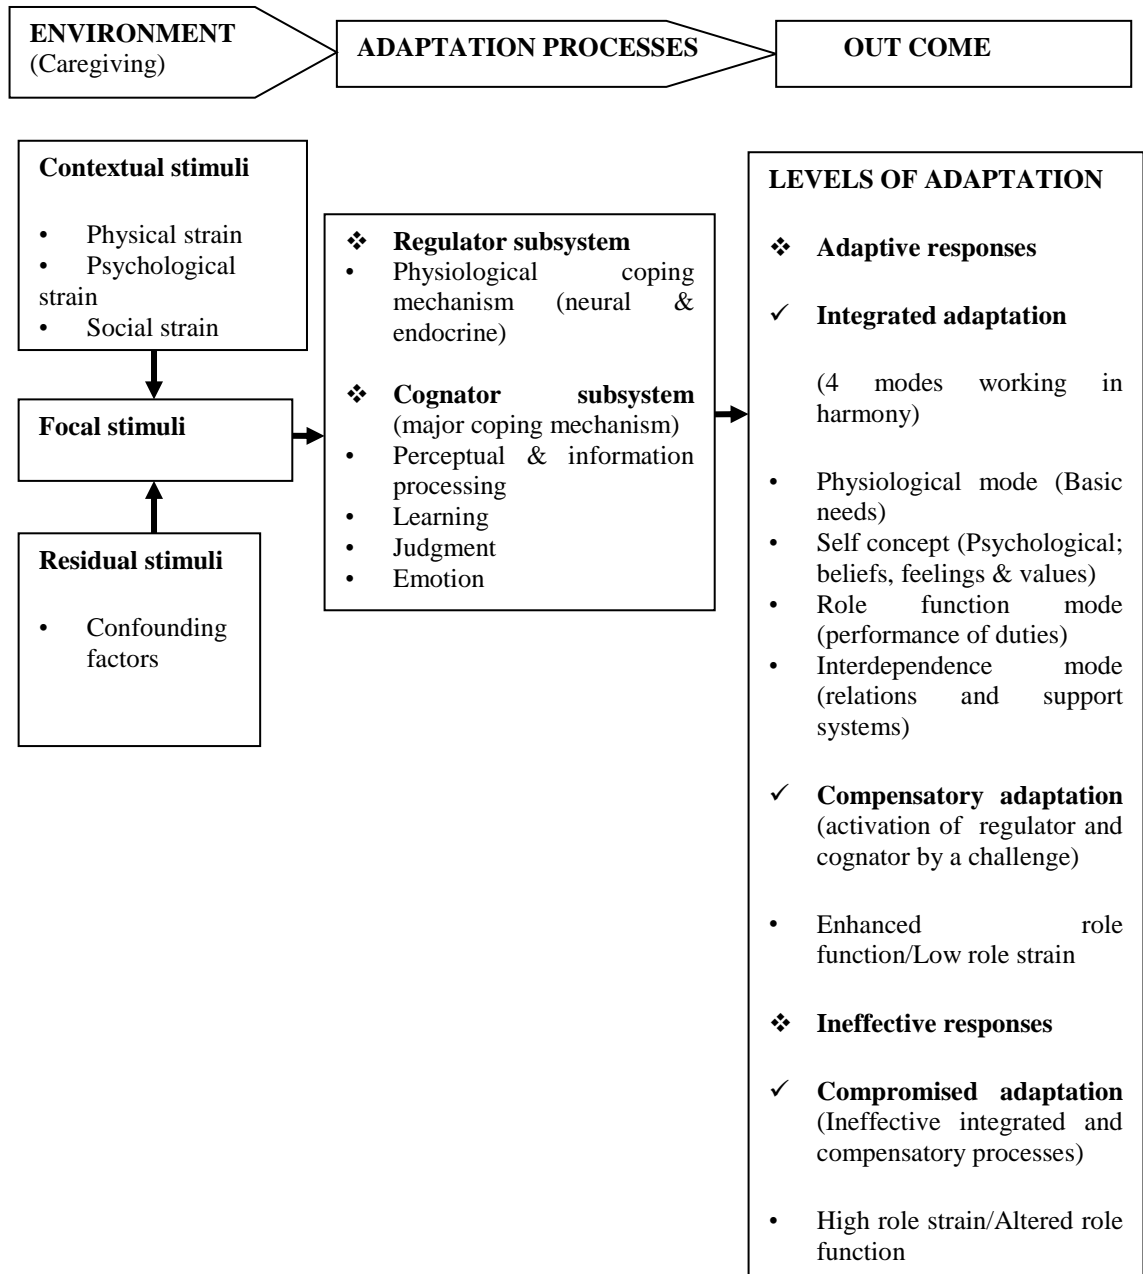 ENVIRONMENT
(Caregiving)
ADAPTATION PROCESSES
OUT COME
Contextual stimuli
• Physical strain
• Psychological
strain
• Social strain
Focal stimuli
Residual stimuli
• Confounding
factors
❖ Regulator subsystem
• Physiological coping
mechanism (neural &
endocrine)
❖ Cognator subsystem
(major coping mechanism)
• Perceptual & information
processing
• Learning
• Judgment
• Emotion
LEVELS OF ADAPTATION
❖ Adaptive responses
✓ Integrated adaptation
(4 modes working in
harmony)
• Physiological mode (Basic
needs)
• Self concept (Psychological;
beliefs, feelings & values)
• Role function mode
(performance of duties)
• Interdependence mode
(relations and support
systems)
✓ Compensatory adaptation
(activation of regulator and
cognator by a challenge)
• Enhanced role
function/Low role strain
❖ Ineffective responses
✓ Compromised adaptation
(Ineffective integrated and
compensatory processes)
• High role strain/Altered role
function